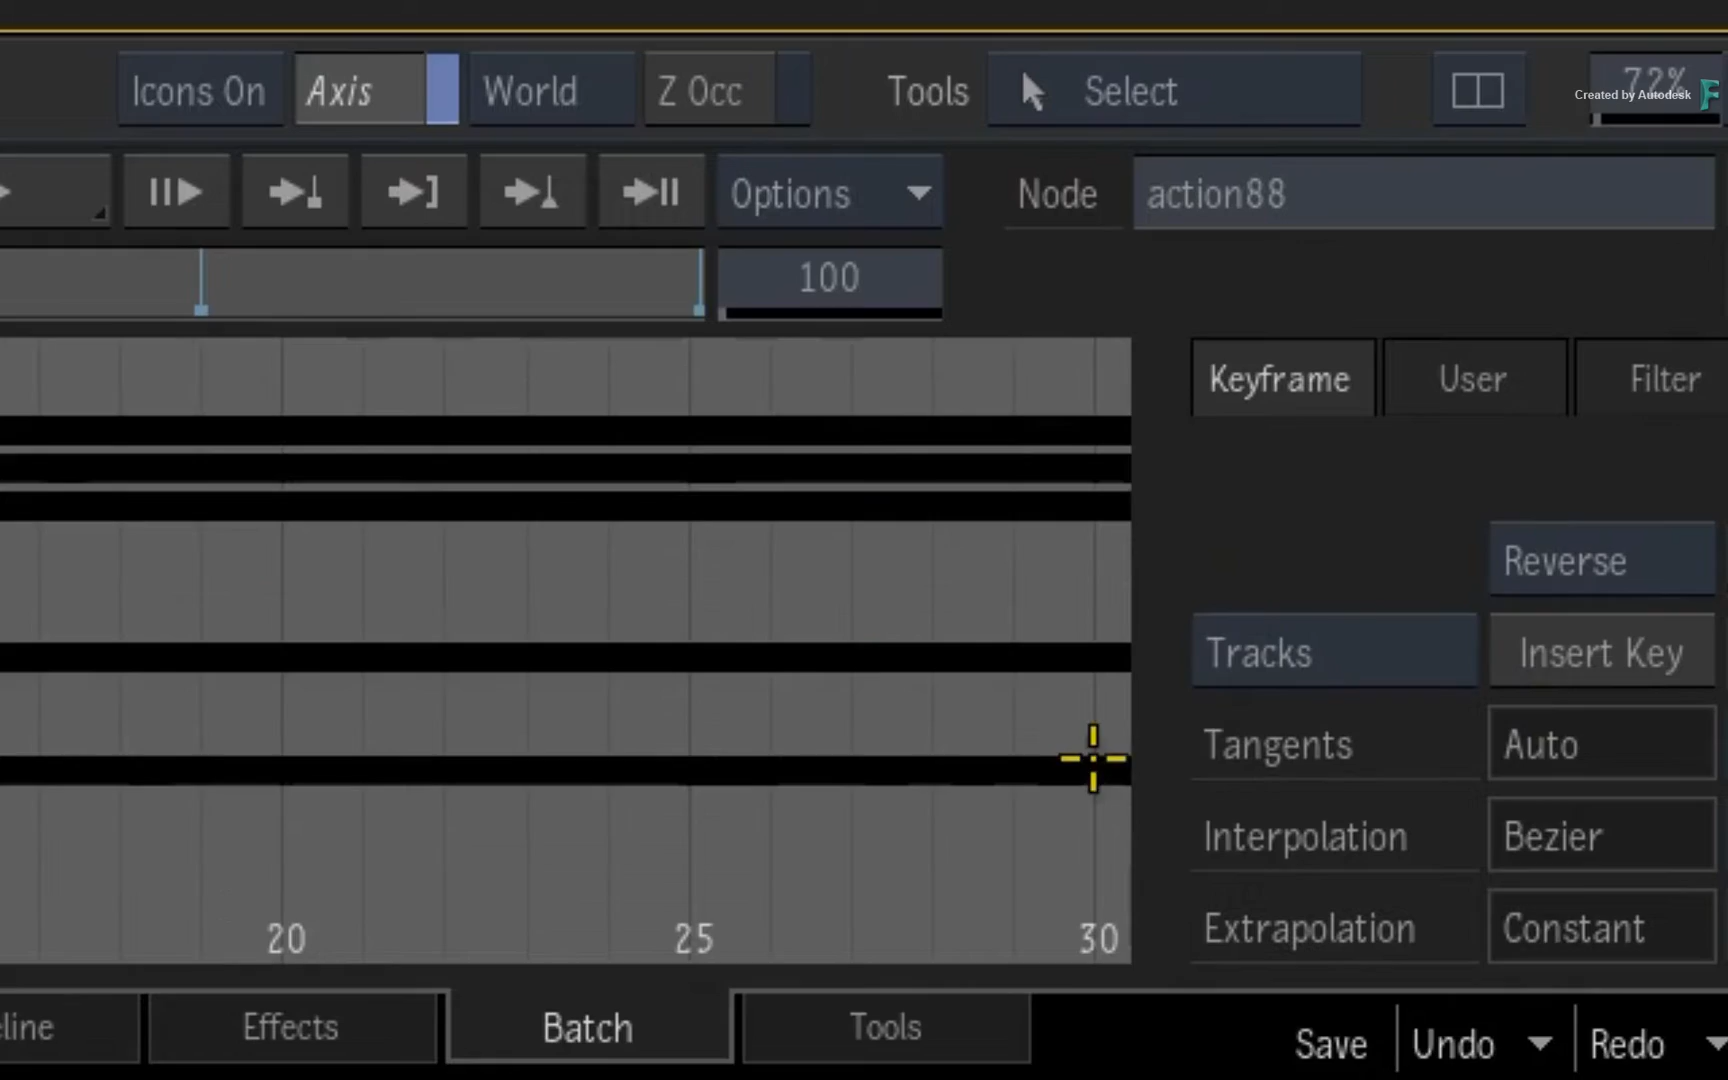 Icons On Axis World Z Occ Tools Select 72%
Created by Autodesk
Options Node action88
100
Keyframe User Filter
Reverse
Tracks Insert Key
Tangents Auto
Interpolation Bezier
Extrapolation Constant
20 25 30
Effects Batch Tools
Save Undo Redo